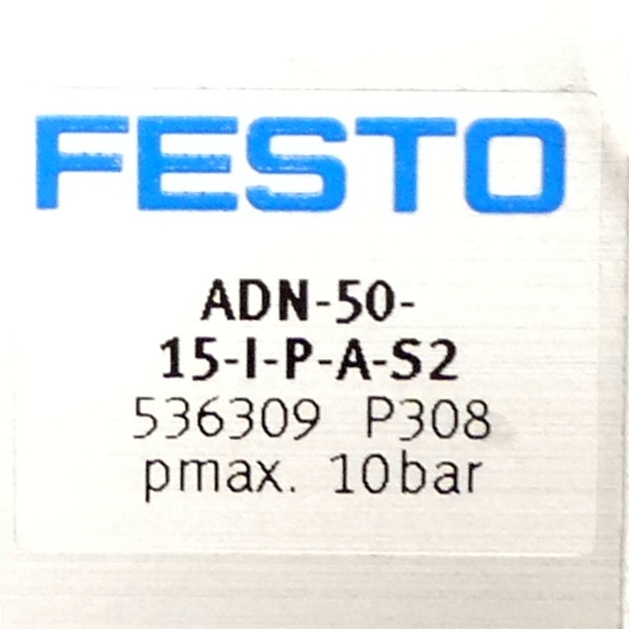 FESTO
ADN-50-
15-I-P-A-S2
536309 P308
pmax. 10bar